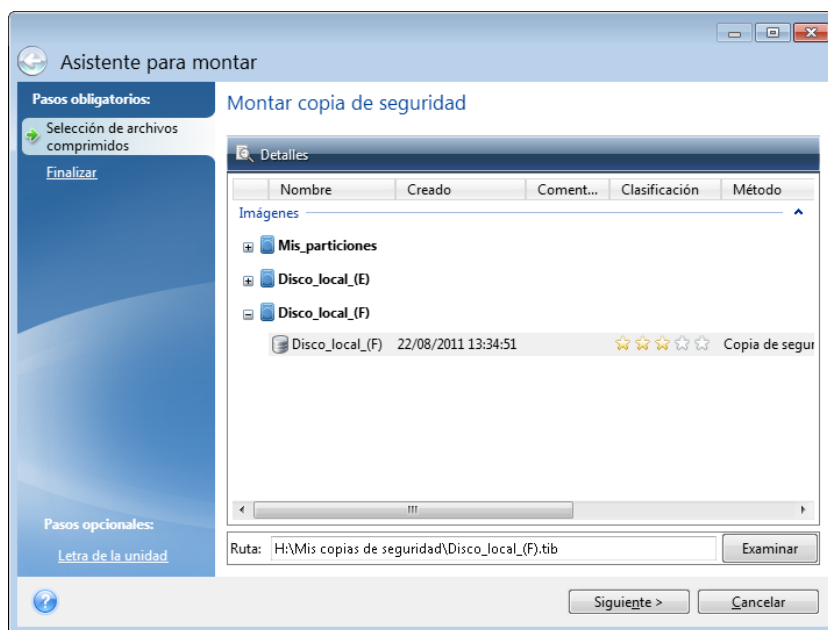 Asistente para montar
Pasos obligatorios:
Selección de archivos
comprimidos
Finalizar
Montar copia de seguridad
Detalles
Nombre Creado Coment... Clasificación Método
Imágenes
Mis_particiones
Disco_local_(E)
Disco_local_(F)
Disco_local_(F) 22/08/2011 13:34:51 Copia de segur
Pasos opcionales:
Letra de la unidad
Ruta: H:\Mis copias de seguridad\Disco_local_(F).tib Examinar
Siguiente > Cancelar